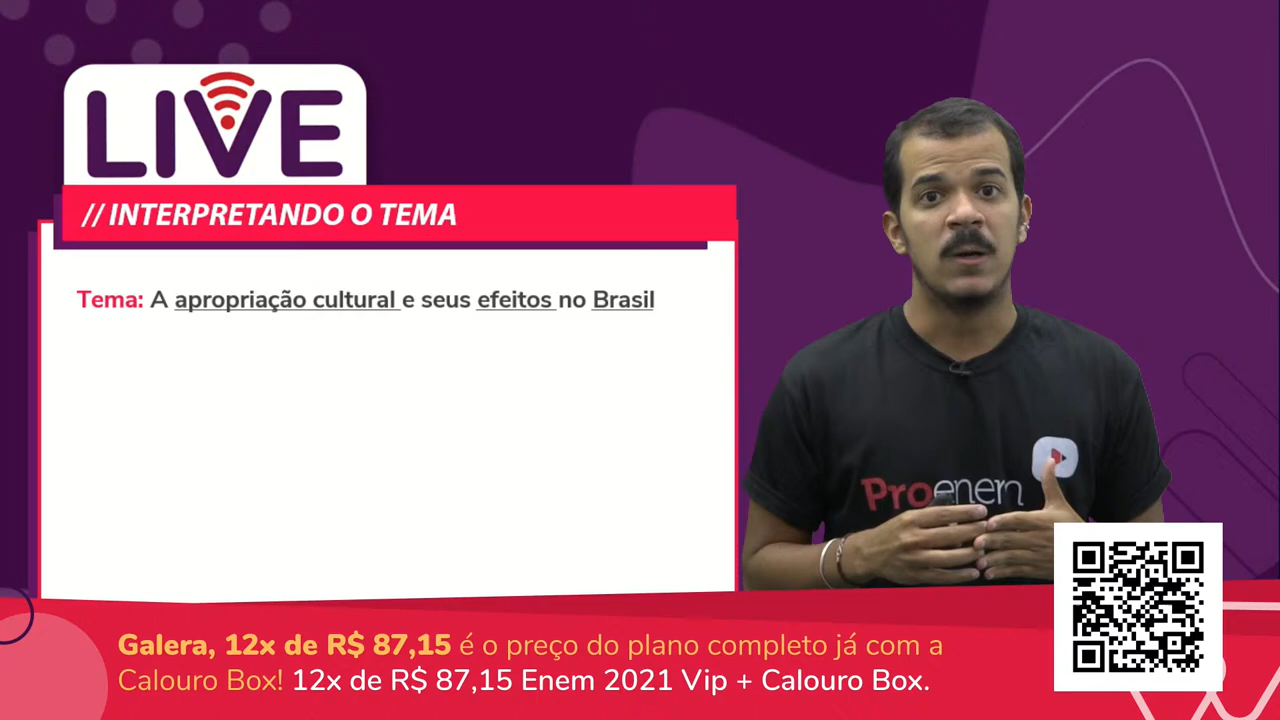 LIVE
// INTERPRETANDO O TEMA
Tema: A apropriação cultural e seus efeitos no Brasil
Proenem
Galera, 12x de R$ 87,15 é o preço do plano completo já com a
Calouro Box! 12x de R$ 87,15 Enem 2021 Vip + Calouro Box.